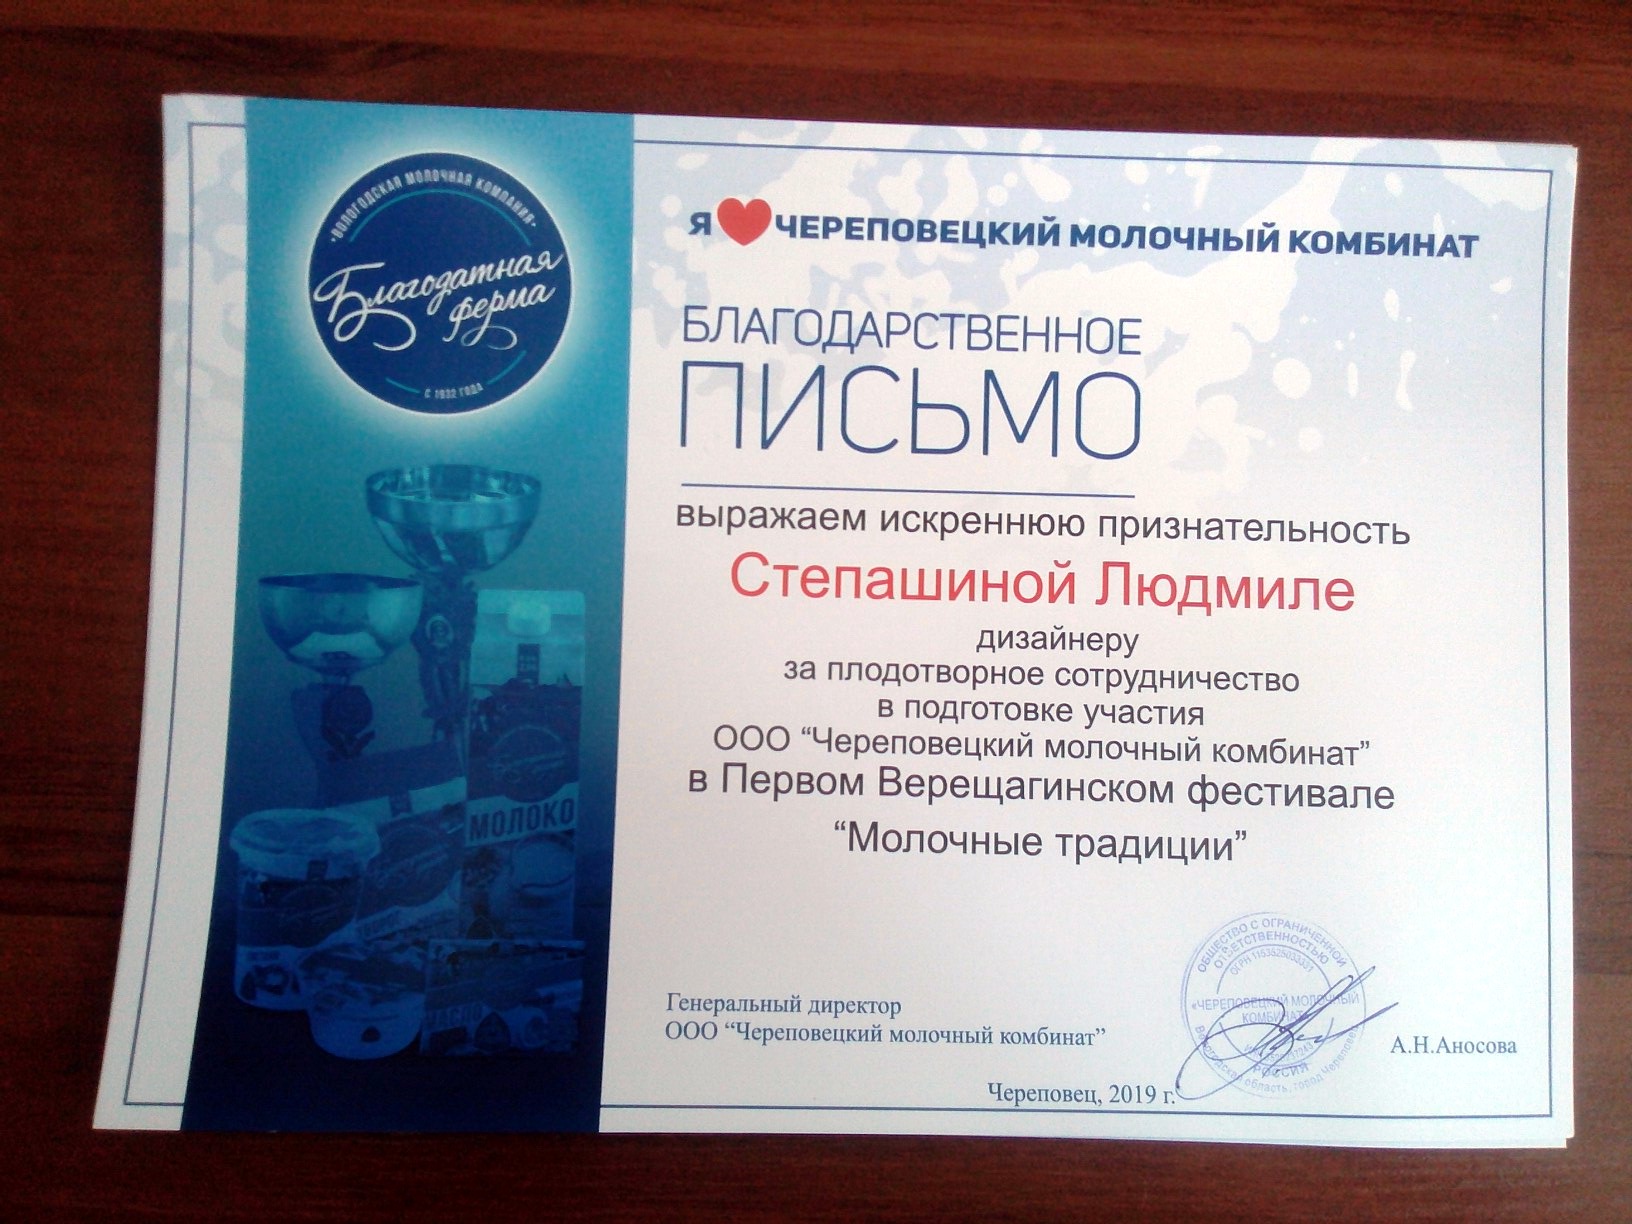 •ВОЛОГОДСКАЯ МОЛОЧНАЯ КОМПАНИЯ•
Благодатная
ферма
С 1932 ГОДА
МОЛОКО
МАСЛО
Я ЧЕРЕПОВЕЦКИЙ МОЛОЧНЫЙ КОМБИНАТ
БЛАГОДАРСТВЕННОЕ
ПИСЬМО
выражаем искреннюю признательность
Степашиной Людмиле
дизайнеру
за плодотворное сотрудничество
в подготовке участия
ООО “Череповецкий молочный комбинат”
в Первом Верещагинском фестивале
“Молочные традиции”
Генеральный директор
ООО “Череповецкий молочный комбинат”
ОБЩЕСТВО С ОГРАНИЧЕННОЙ
ОТВЕТСТВЕННОСТЬЮ
ОГРН 1153525033331
«ЧЕРЕПОВЕЦКИЙ МОЛОЧНЫЙ
КОМБИНАТ»
РОССИЯ
Вологодская область, город Череповец
А.Н.Аносова
Череповец, 2019 г.